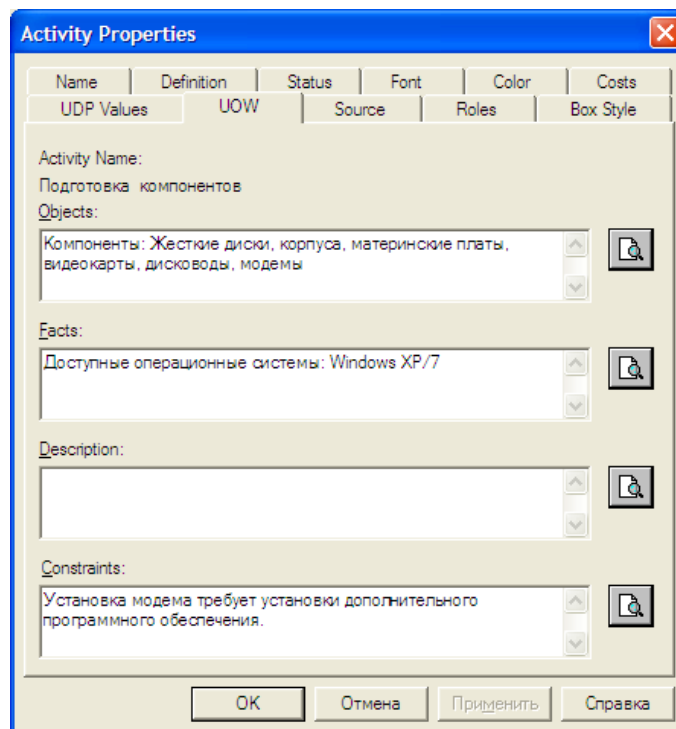 Activity Properties
Name Definition Status Font Color Costs
UDP Values UOW Source Roles Box Style
Activity Name:
Подготовка компонентов
Objects:
Компоненты: Жесткие диски, корпуса, материнские платы,
видеокарты, дисководы, модемы
Facts:
Доступные операционные системы: Windows XP/7
Description:
Constraints:
Установка модема требует установки дополнительного
программного обеспечения.
OK Отмена Применить Справка